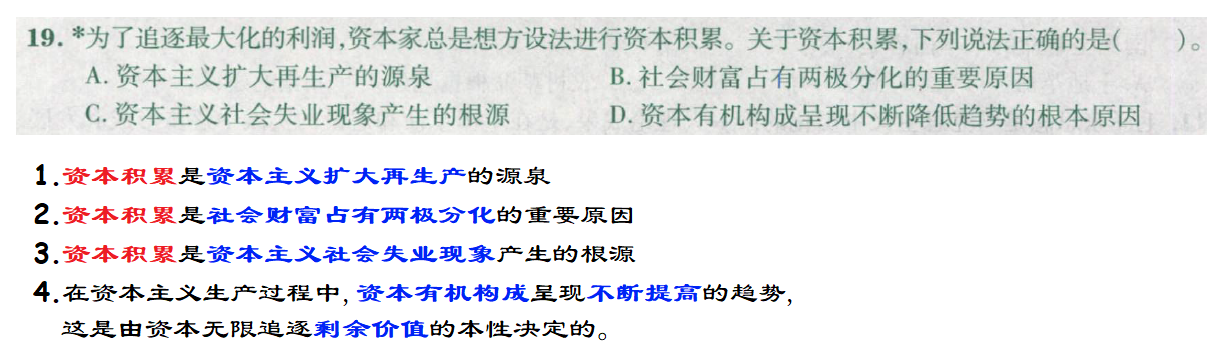 19. *为了追逐最大化的利润,资本家总是想方设法进行资本积累。关于资本积累,下列说法正确的是(　　)。
A. 资本主义扩大再生产的源泉　B. 社会财富占有两极分化的重要原因
C. 资本主义社会失业现象产生的根源　D. 资本有机构成呈现不断降低趋势的根本原因
1.资本积累是资本主义扩大再生产的源泉
2.资本积累是社会财富占有两极分化的重要原因
3.资本积累是资本主义社会失业现象产生的根源
4.在资本主义生产过程中,资本有机构成呈现不断提高的趋势,
这是由资本无限追逐剩余价值的本性决定的。